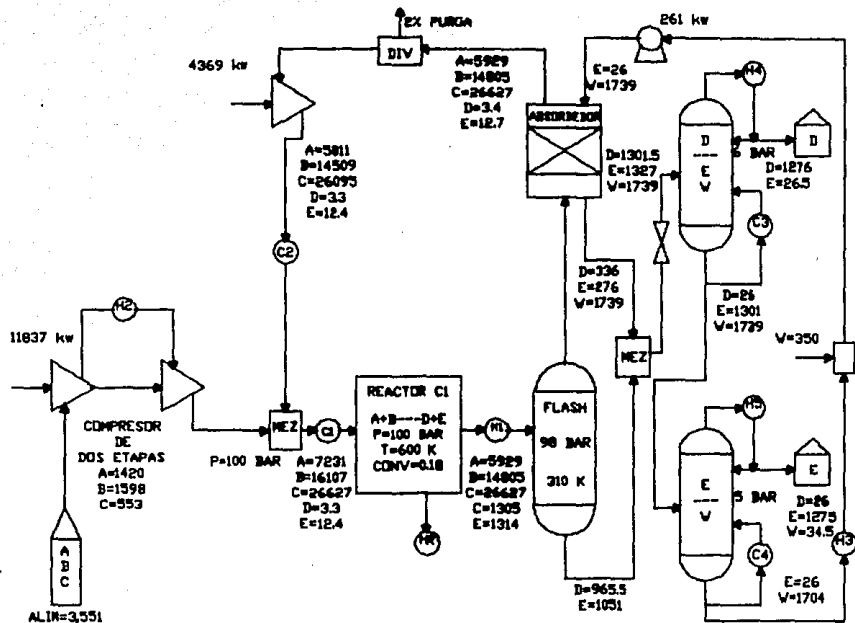 2% PURGA
DIV
4369 kw
A=5929
B=14805
C=26627
D=3.4
E=12.7
261 kw
E=26
W=1739
ABSORBEDOR
H4
D
---
E
W
BAR
D
D=1276
E=26.5
D=1301.5
E=1327
W=1739
C3
A=5811
B=14509
C=26095
D=3.3
E=12.4
C2
H2
11837 kw
D=336
E=276
W=1739
D=26
E=1301
W=1739
MEZ
W=350
COMPRESOR
DE
DOS ETAPAS
A=1420
B=1598
C=553
P=100 BAR
MEZ
C1
REACTOR C1
A+B----D+E
P=100 BAR
T=600 K
CONV=0.18
H1
FLASH
98 BAR
310 K
A=7231
B=16107
C=26627
D=3.3
E=12.4
A=5929
B=14805
C=26627
C=1305
E=1314
HR
H5
E
---
W
5 BAR
E
D=26
E=1275
W=34.5
H3
C4
A
B
C
ALIM=3,551
D=965.5
E=1051
E=26
W=1704